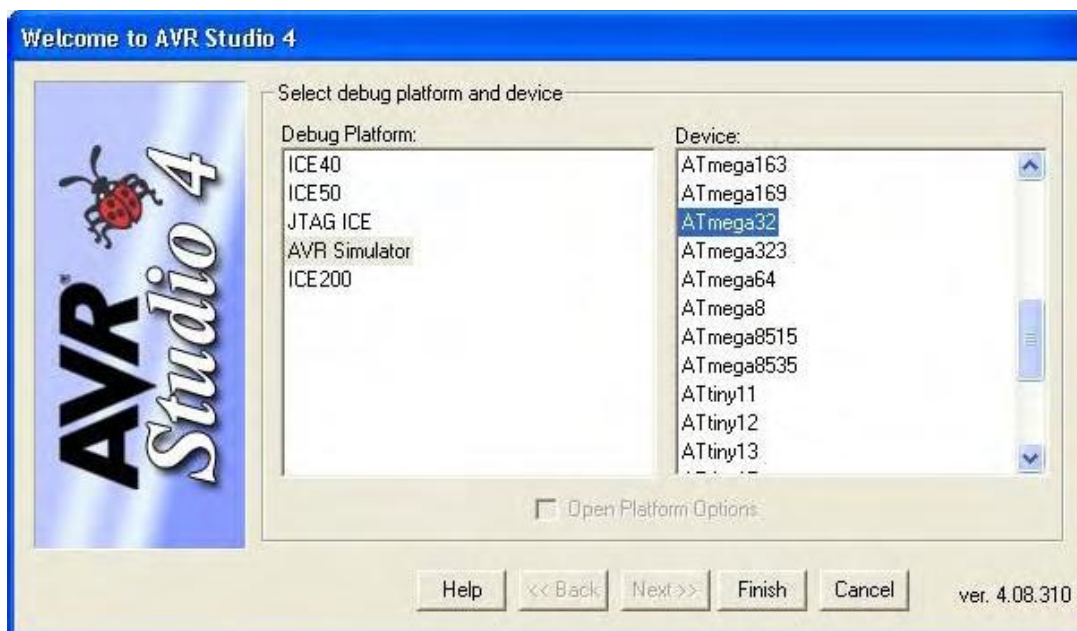 Welcome to AVR Studio 4
AVR®
Studio 4
Select debug platform and device
Debug Platform:
ICE40
ICE50
JTAG ICE
AVR Simulator
ICE200
Device:
ATmega163
ATmega169
ATmega32
ATmega323
ATmega64
ATmega8
ATmega8515
ATmega8535
ATtiny11
ATtiny12
ATtiny13
Open Platform Options
Help
<< Back
Next >>
Finish
Cancel
ver. 4.08.310